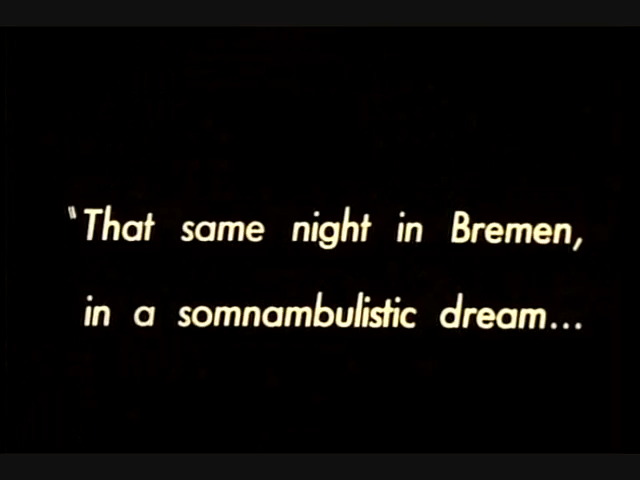 "That same night in Bremen,
in a somnambulistic dream...